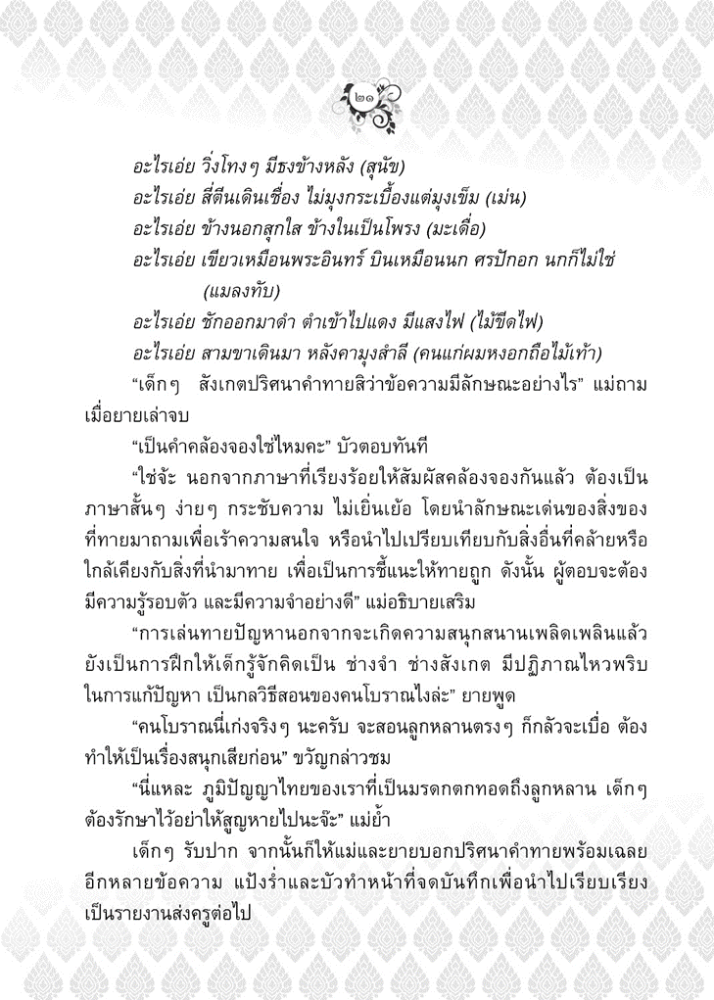 ๒๑
อะไรเอ่ย วิ่งโทงๆ มีธงข้างหลัง (สุนัข)
อะไรเอ่ย สี่ตีนเดินเชื่อง ไม่มุงกระเบื้องแต่มุงเข็ม (เม่น)
อะไรเอ่ย ข้างนอกสุกใส ข้างในเป็นโพรง (มะเดื่อ)
อะไรเอ่ย เขียวเหมือนพระอินทร์ บินเหมือนนก ศรปักอก นกก็ไม่ใช่
(แมลงทับ)
อะไรเอ่ย ชักออกมาดำ ตำเข้าไปแดง มีแสงไฟ (ไม้ขีดไฟ)
อะไรเอ่ย สามขาเดินมา หลังคามุงสำลี (คนแก่ผมหงอกถือไม้เท้า)
“เด็กๆ สังเกตปริศนาคำทายสิว่าข้อความมีลักษณะอย่างไร” แม่ถาม
เมื่อยายเล่าจบ
“เป็นคำคล้องจองใช่ไหมคะ” บัวตอบทันที
“ใช่จ้ะ นอกจากภาษาที่เรียงร้อยให้สัมผัสคล้องจองกันแล้ว ต้องเป็น
ภาษาสั้นๆ ง่ายๆ กระชับความ ไม่เยิ่นเย้อ โดยนำลักษณะเด่นของสิ่งของ
ที่ทายมาถามเพื่อเร้าความสนใจ หรือนำไปเปรียบเทียบกับสิ่งอื่นที่คล้ายหรือ
ใกล้เคียงกับสิ่งที่นำมาทาย เพื่อเป็นการชี้แนะให้ทายถูก ดังนั้น ผู้ตอบจะต้อง
มีความรู้รอบตัว และมีความจำอย่างดี” แม่อธิบายเสริม
“การเล่นทายปัญหานอกจากจะเกิดความสนุกสนานเพลิดเพลินแล้ว
ยังเป็นการฝึกให้เด็กรู้จักคิดเป็น ช่างจำ ช่างสังเกต มีปฏิภาณไหวพริบ
ในการแก้ปัญหา เป็นกลวิธีสอนของคนโบราณไงล่ะ” ยายพูด
“คนโบราณนี่เก่งจริงๆ นะครับ จะสอนลูกหลานตรงๆ ก็กลัวจะเบื่อ ต้อง
ทำให้เป็นเรื่องสนุกเสียก่อน” ขวัญกล่าวชม
“นี่แหละ ภูมิปัญญาไทยของเราที่เป็นมรดกตกทอดถึงลูกหลาน เด็กๆ
ต้องรักษาไว้อย่าให้สูญหายไปนะจ๊ะ” แม่ย้ำ
เด็กๆ รับปาก จากนั้นก็ให้แม่และยายบอกปริศนาคำทายพร้อมเฉลย
อีกหลายข้อความ แป้งร่ำและบัวทำหน้าที่จดบันทึกเพื่อนำไปเรียบเรียง
เป็นรายงานส่งครูต่อไป